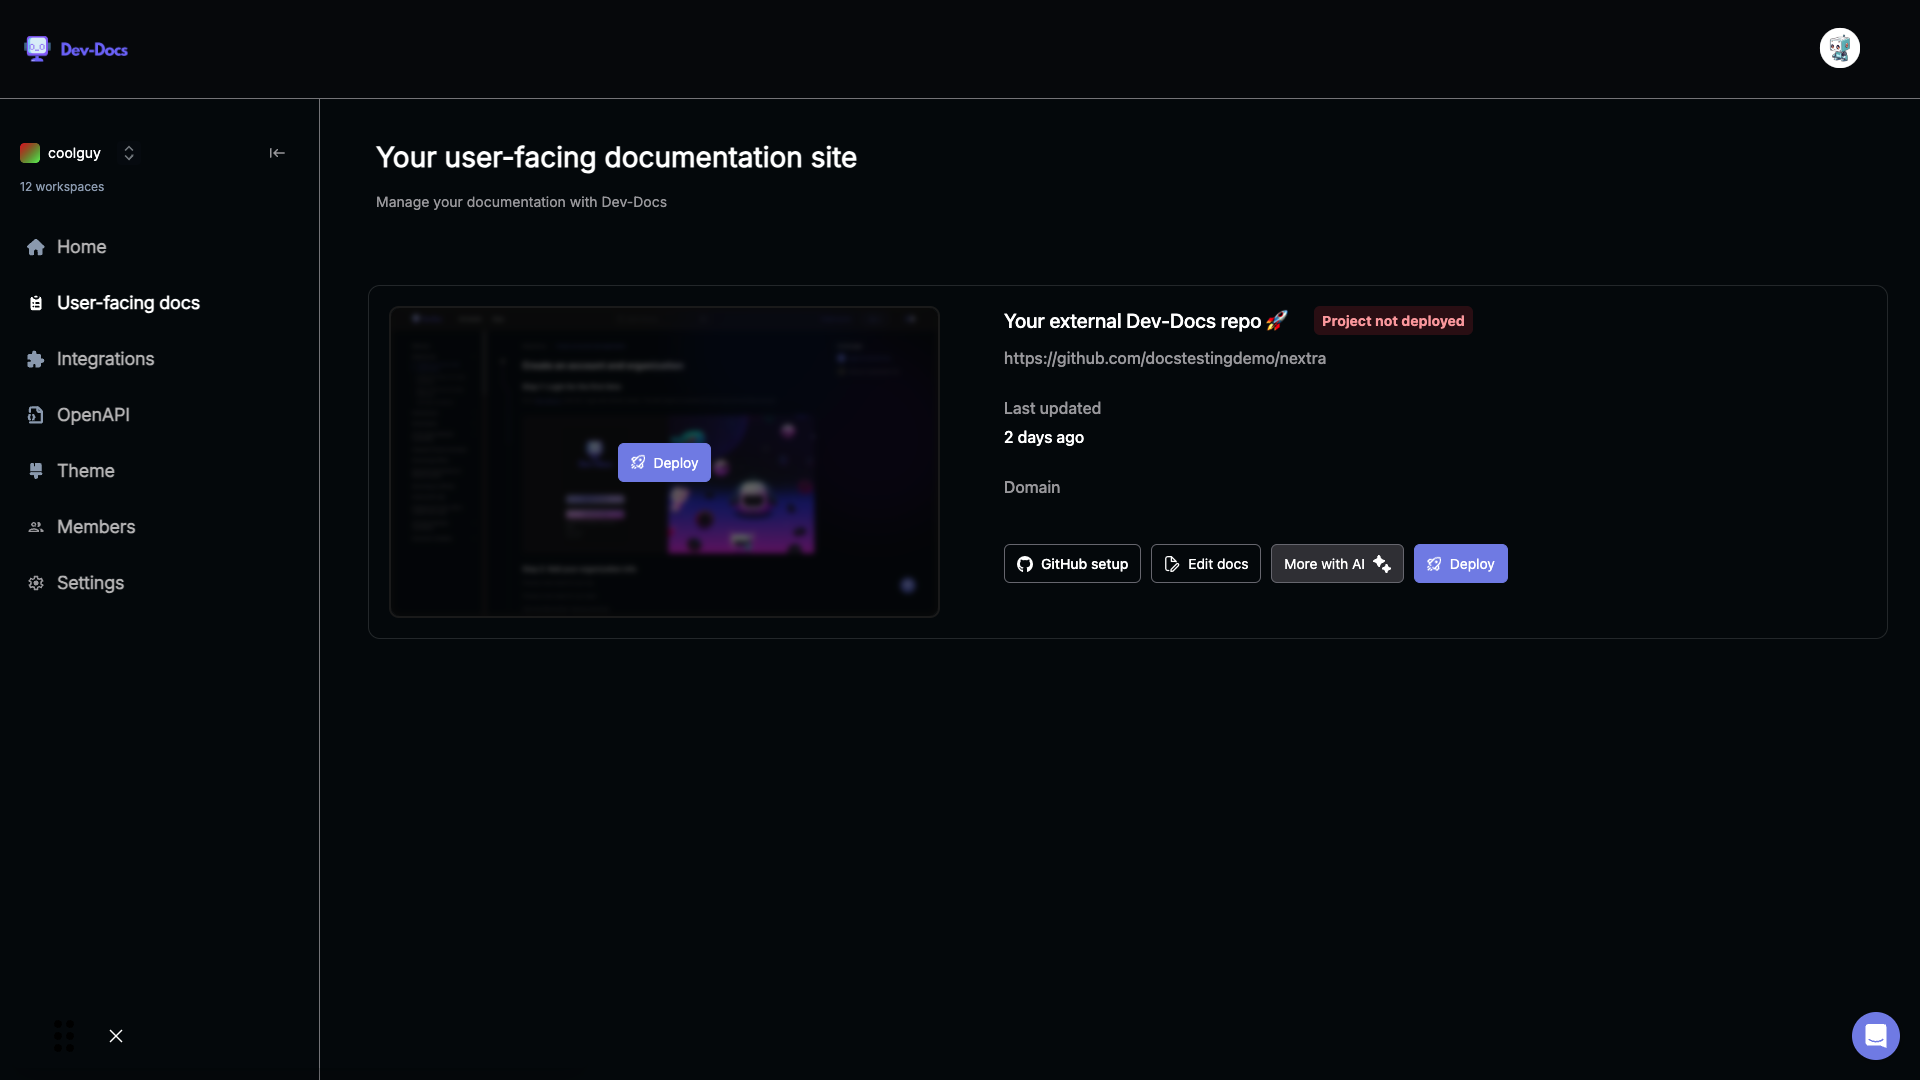 Dev-Docs
coolguy
12 workspaces
Home
User-facing docs
Integrations
OpenAPI
Theme
Members
Settings
Your user-facing documentation site
Manage your documentation with Dev-Docs
Deploy
Your external Dev-Docs repo 🚀
Project not deployed
https://github.com/docstestingdemo/nextra
Last updated
2 days ago
Domain
GitHub setup
Edit docs
More with AI
Deploy